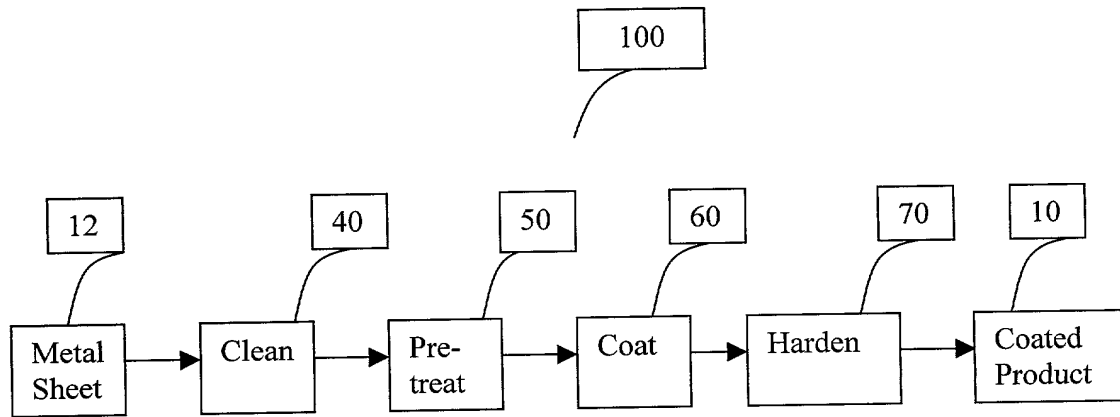 100
12
40
50
60
70
10
Metal
Sheet
Clean
Pre-
treat
Coat
Harden
Coated
Product